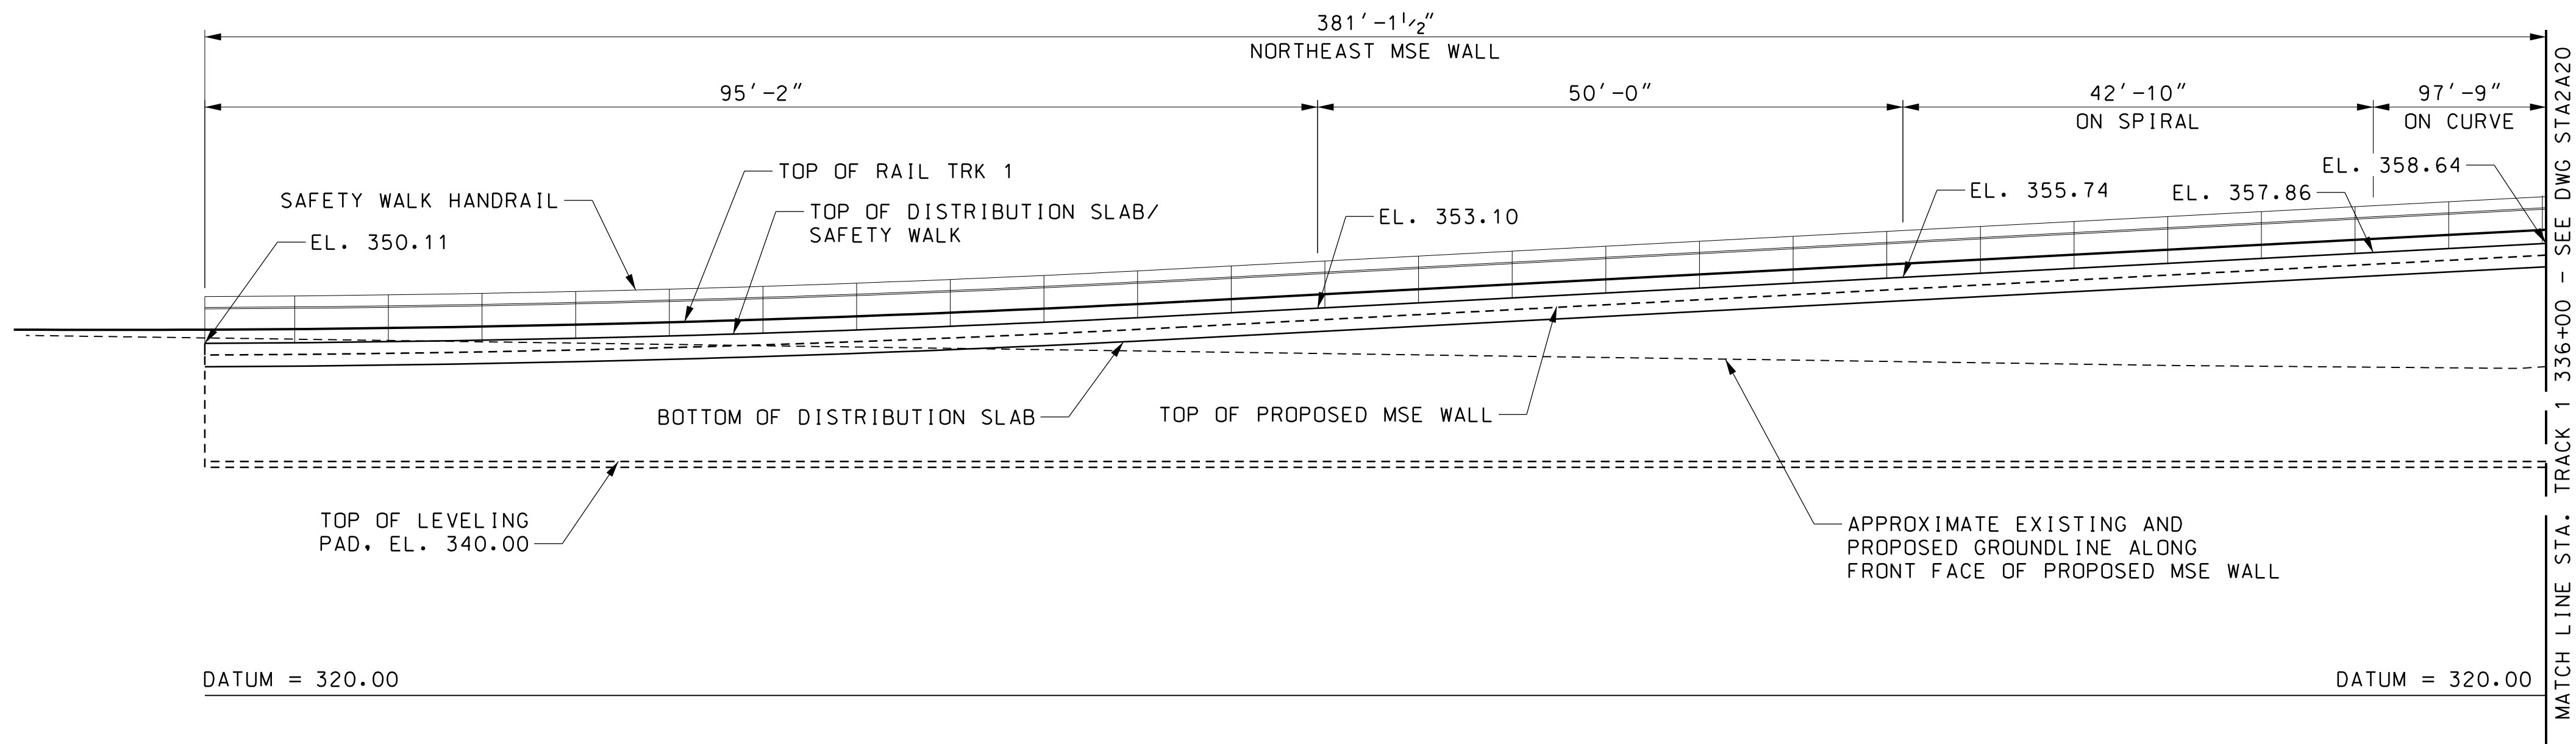 381'-1 1/2"
NORTHEAST MSE WALL
95'-2"
50'-0"
42'-10"
ON SPIRAL
97'-9"
ON CURVE
TOP OF RAIL TRK 1
SAFETY WALK HANDRAIL
TOP OF DISTRIBUTION SLAB/
SAFETY WALK
EL. 350.11
EL. 353.10
EL. 355.74
EL. 357.86
EL. 358.64
BOTTOM OF DISTRIBUTION SLAB
TOP OF PROPOSED MSE WALL
TOP OF LEVELING
PAD, EL. 340.00
APPROXIMATE EXISTING AND
PROPOSED GROUNDLINE ALONG
FRONT FACE OF PROPOSED MSE WALL
DATUM = 320.00
DATUM = 320.00
MATCH LINE STA. TRACK 1 336+00 - SEE DWG STA2A20